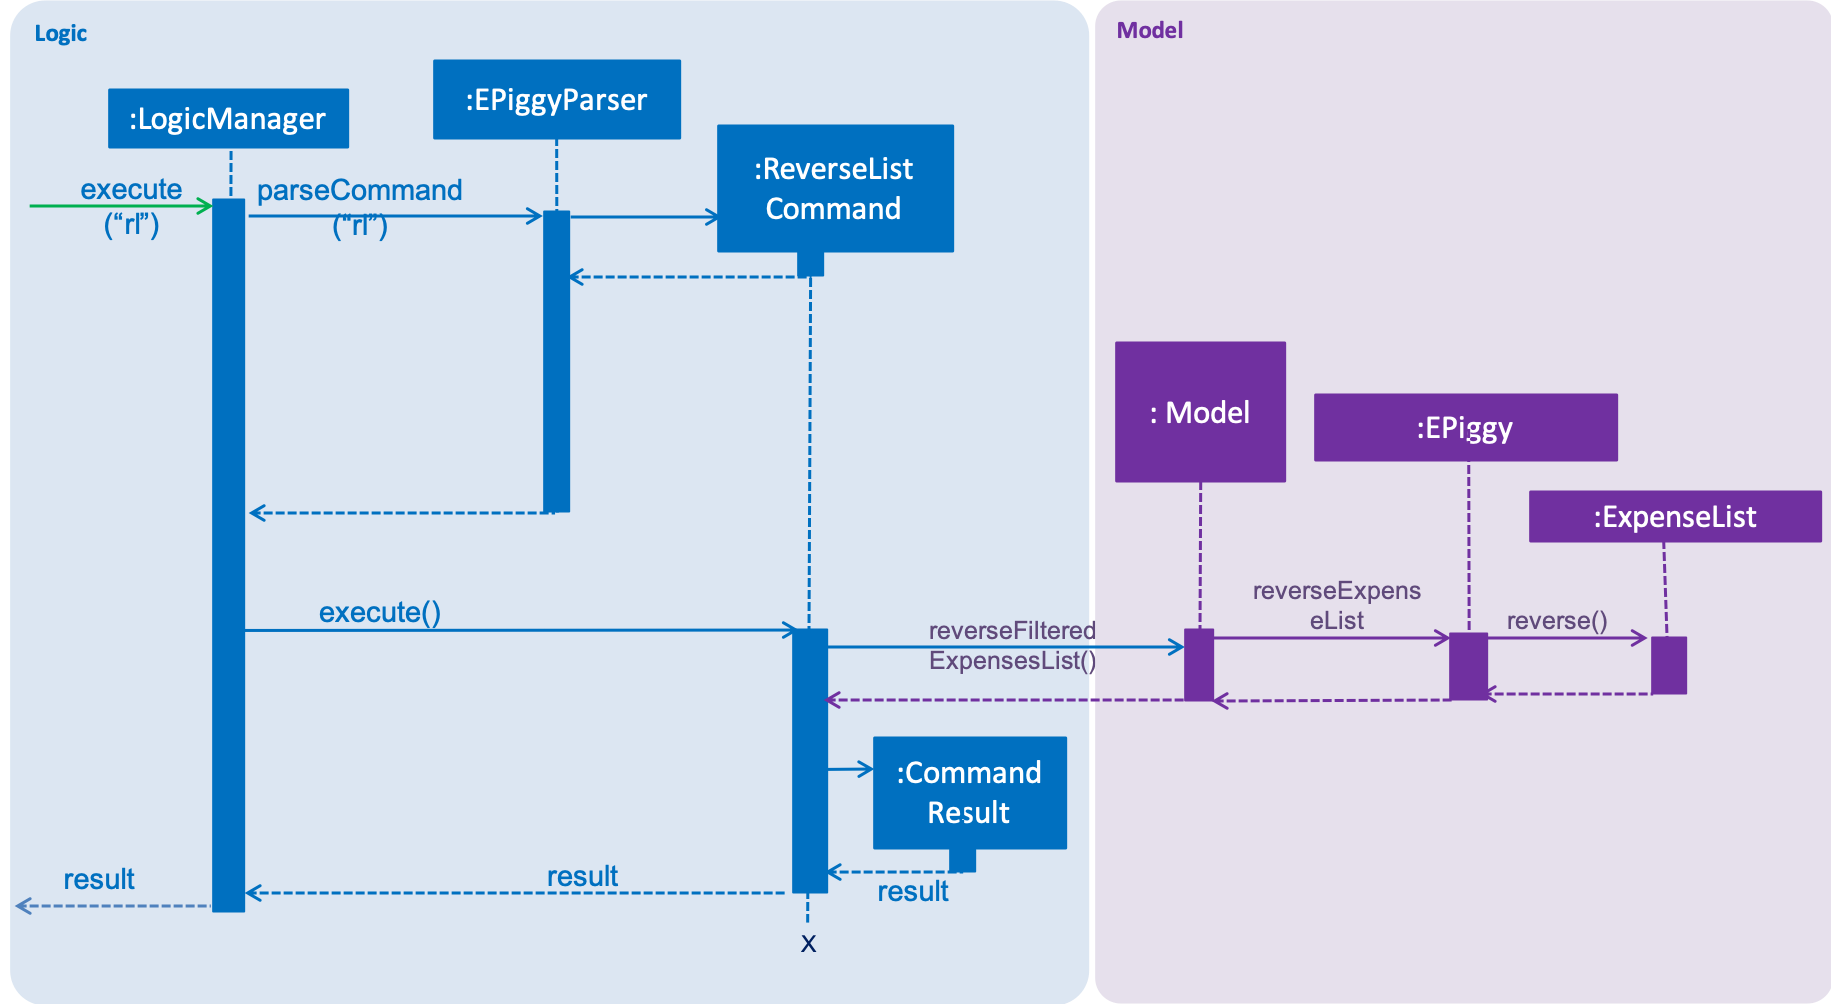 Logic
Model
:LogicManager
:EPiggyParser
:ReverseList
Command
execute
(“rl”)
parseCommand
(“rl”)
: Model
:EPiggy
:ExpenseList
execute()
reverseFiltered
ExpensesList()
reverseExpens
eList
reverse()
:Command
Result
result
result
result
x